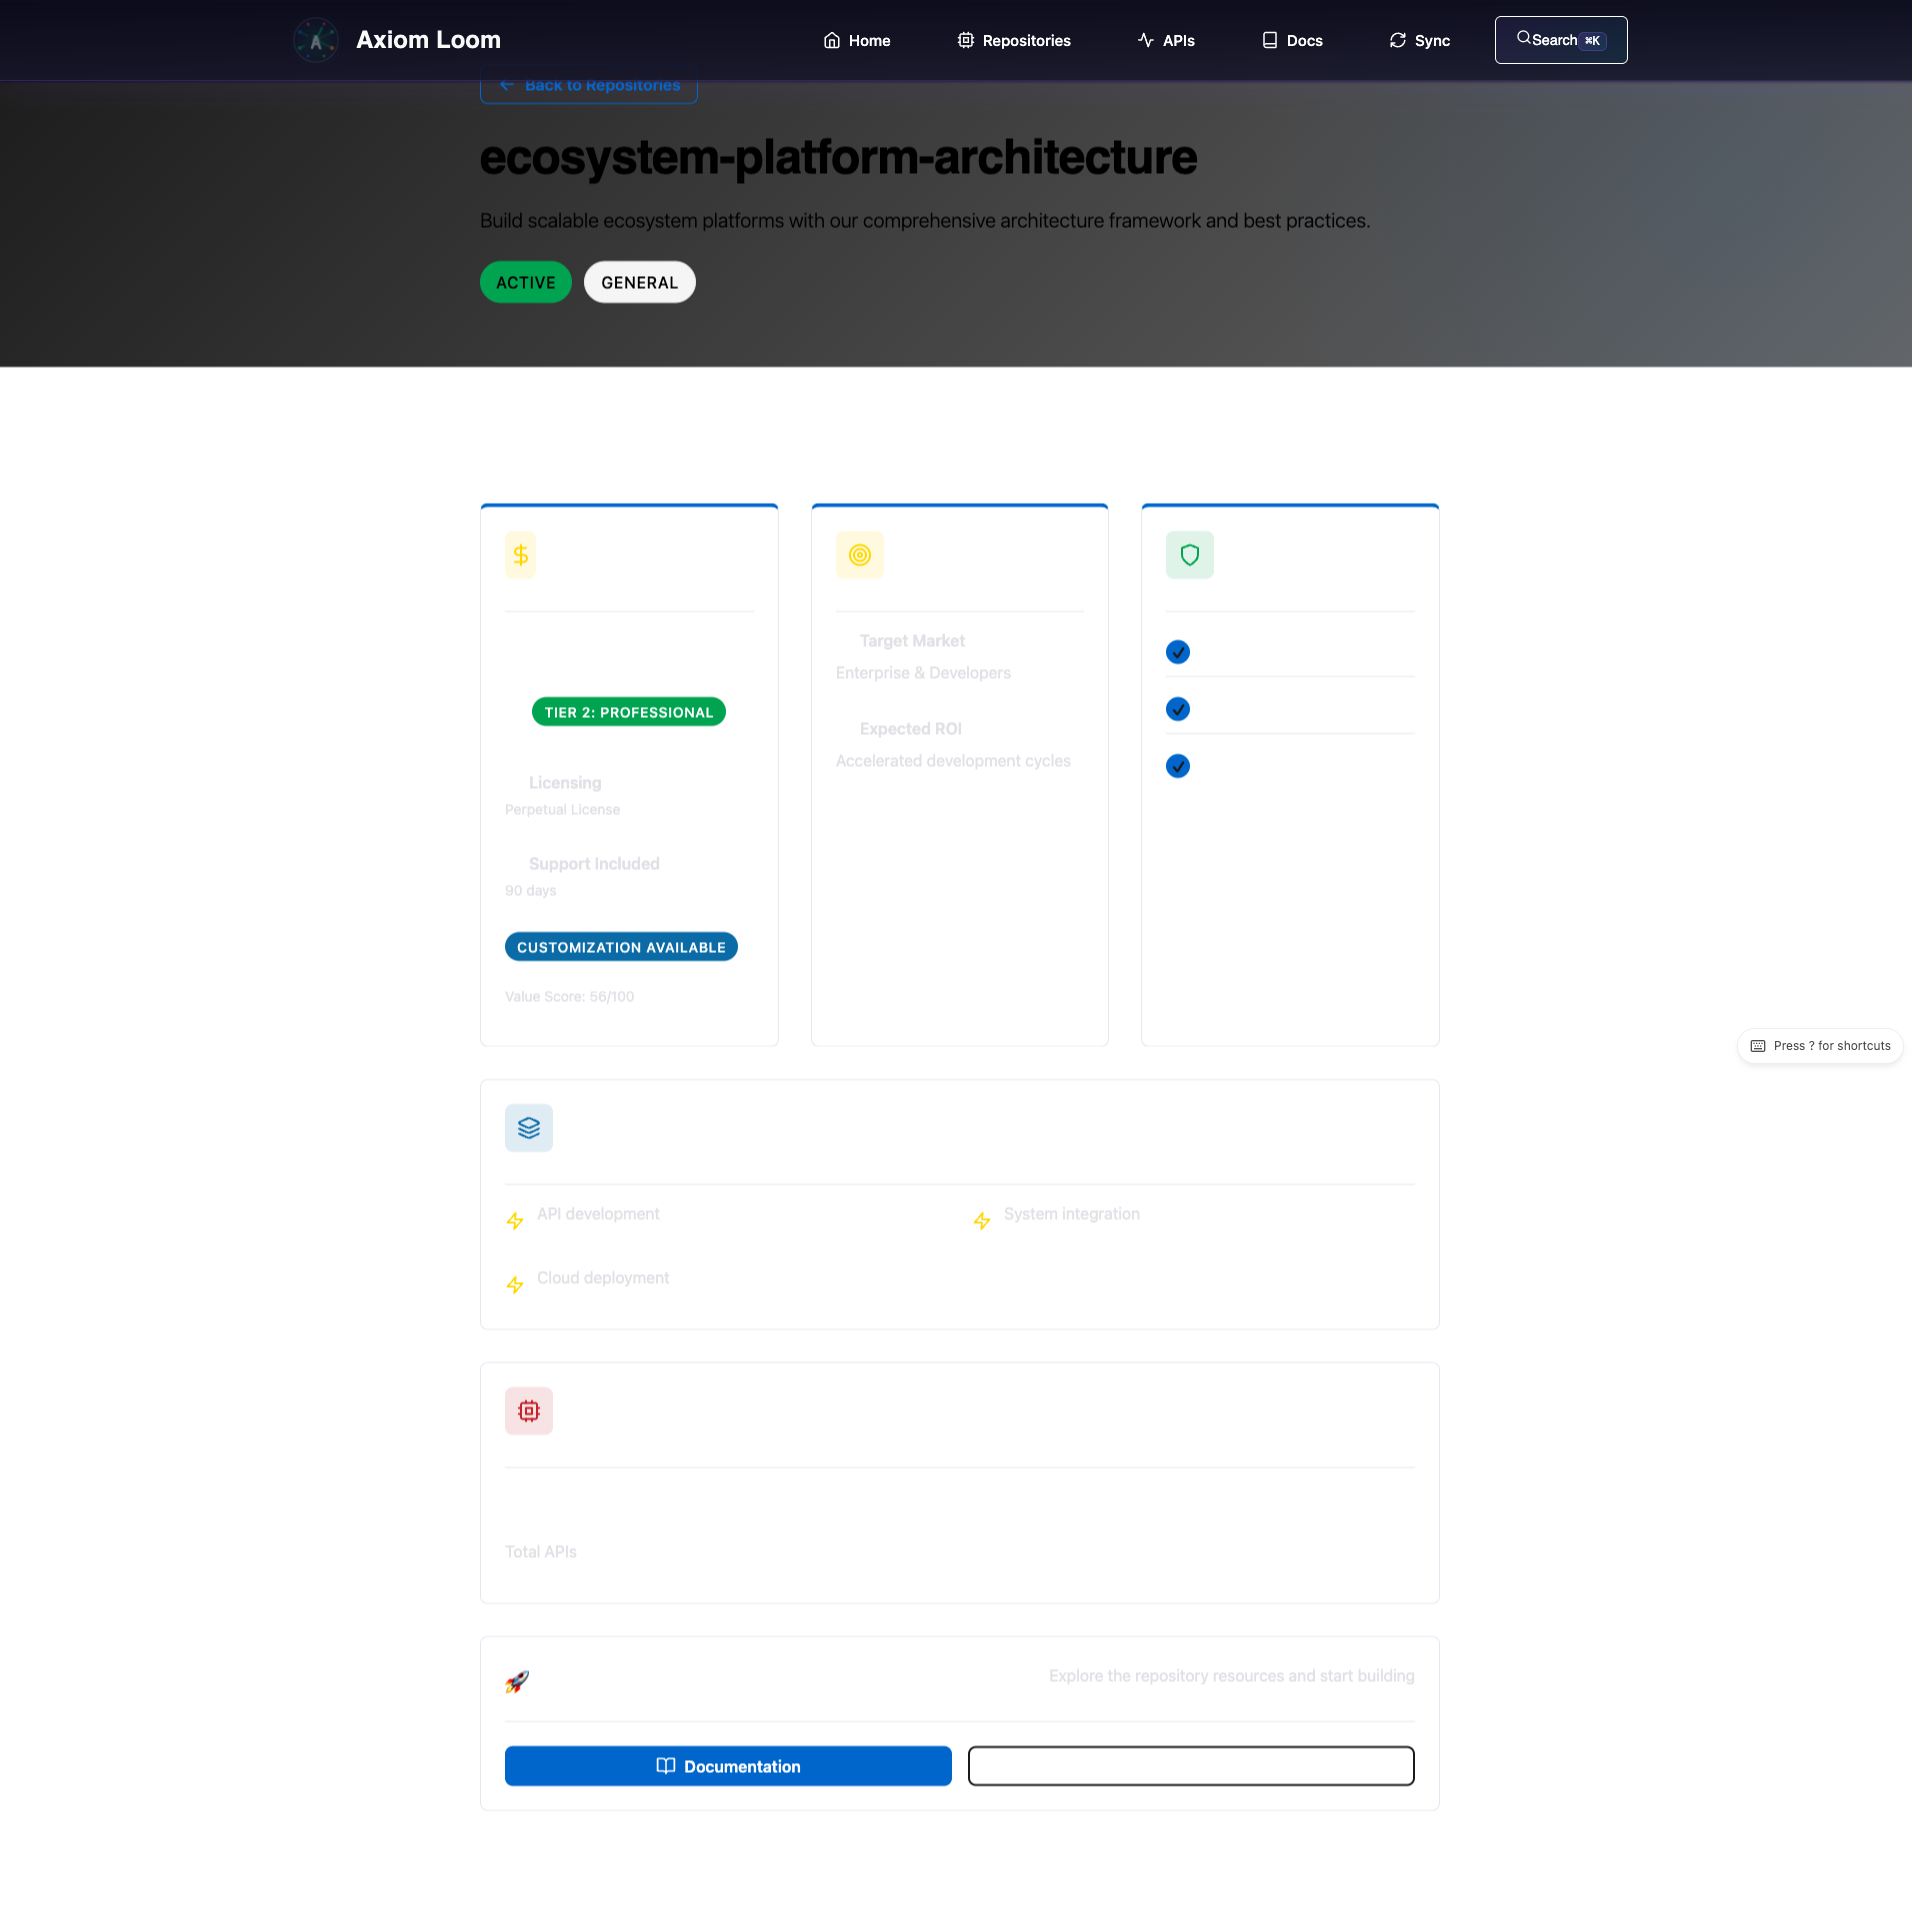 Axiom Loom
Home
Repositories
APIs
Docs
Sync
Search ⌘K
Back to Repositories
ecosystem-platform-architecture
Build scalable ecosystem platforms with our comprehensive architecture framework and best practices.
ACTIVE
GENERAL
TIER 2: PROFESSIONAL
Licensing
Perpetual License
Support Included
90 days
CUSTOMIZATION AVAILABLE
Value Score: 56/100
Target Market
Enterprise & Developers
Expected ROI
Accelerated development cycles
Press ? for shortcuts
API development
System integration
Cloud deployment
Total APIs
Explore the repository resources and start building
Documentation